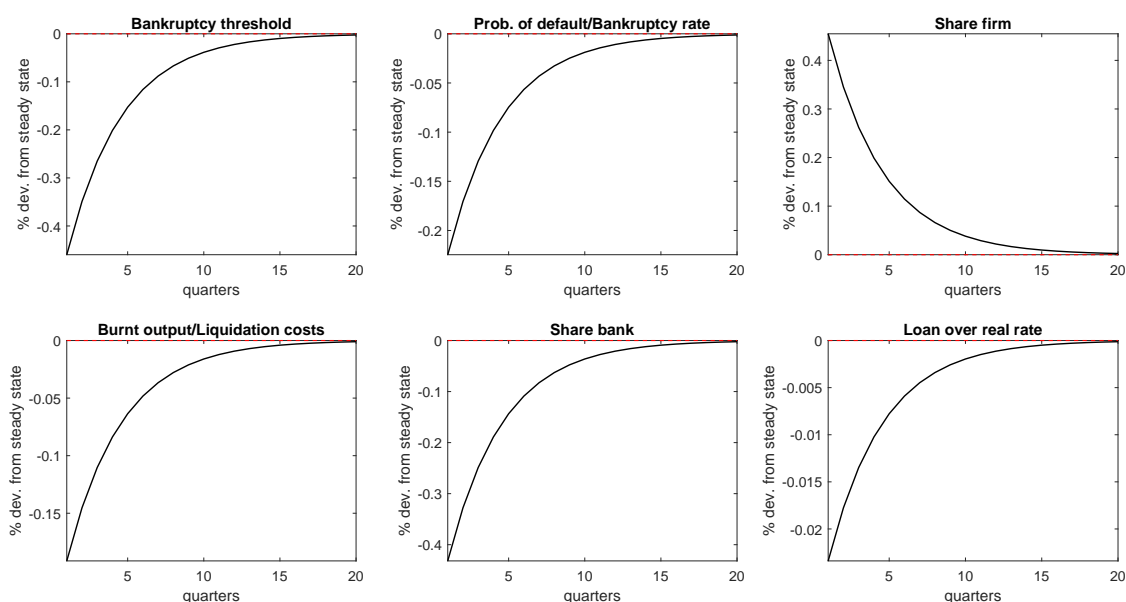 Bankruptcy threshold
0
-0.1
-0.2
-0.3
-0.4
% dev. from steady state
5 10 15 20
quarters
Prob. of default/Bankruptcy rate
0
-0.05
-0.1
-0.15
-0.2
% dev. from steady state
5 10 15 20
quarters
Share firm
0.4
0.3
0.2
0.1
0
% dev. from steady state
5 10 15 20
quarters
Burnt output/Liquidation costs
0
-0.05
-0.1
-0.15
% dev. from steady state
5 10 15 20
quarters
Share bank
0
-0.1
-0.2
-0.3
-0.4
% dev. from steady state
5 10 15 20
quarters
Loan over real rate
0
-0.005
-0.01
-0.015
-0.02
% dev. from steady state
5 10 15 20
quarters